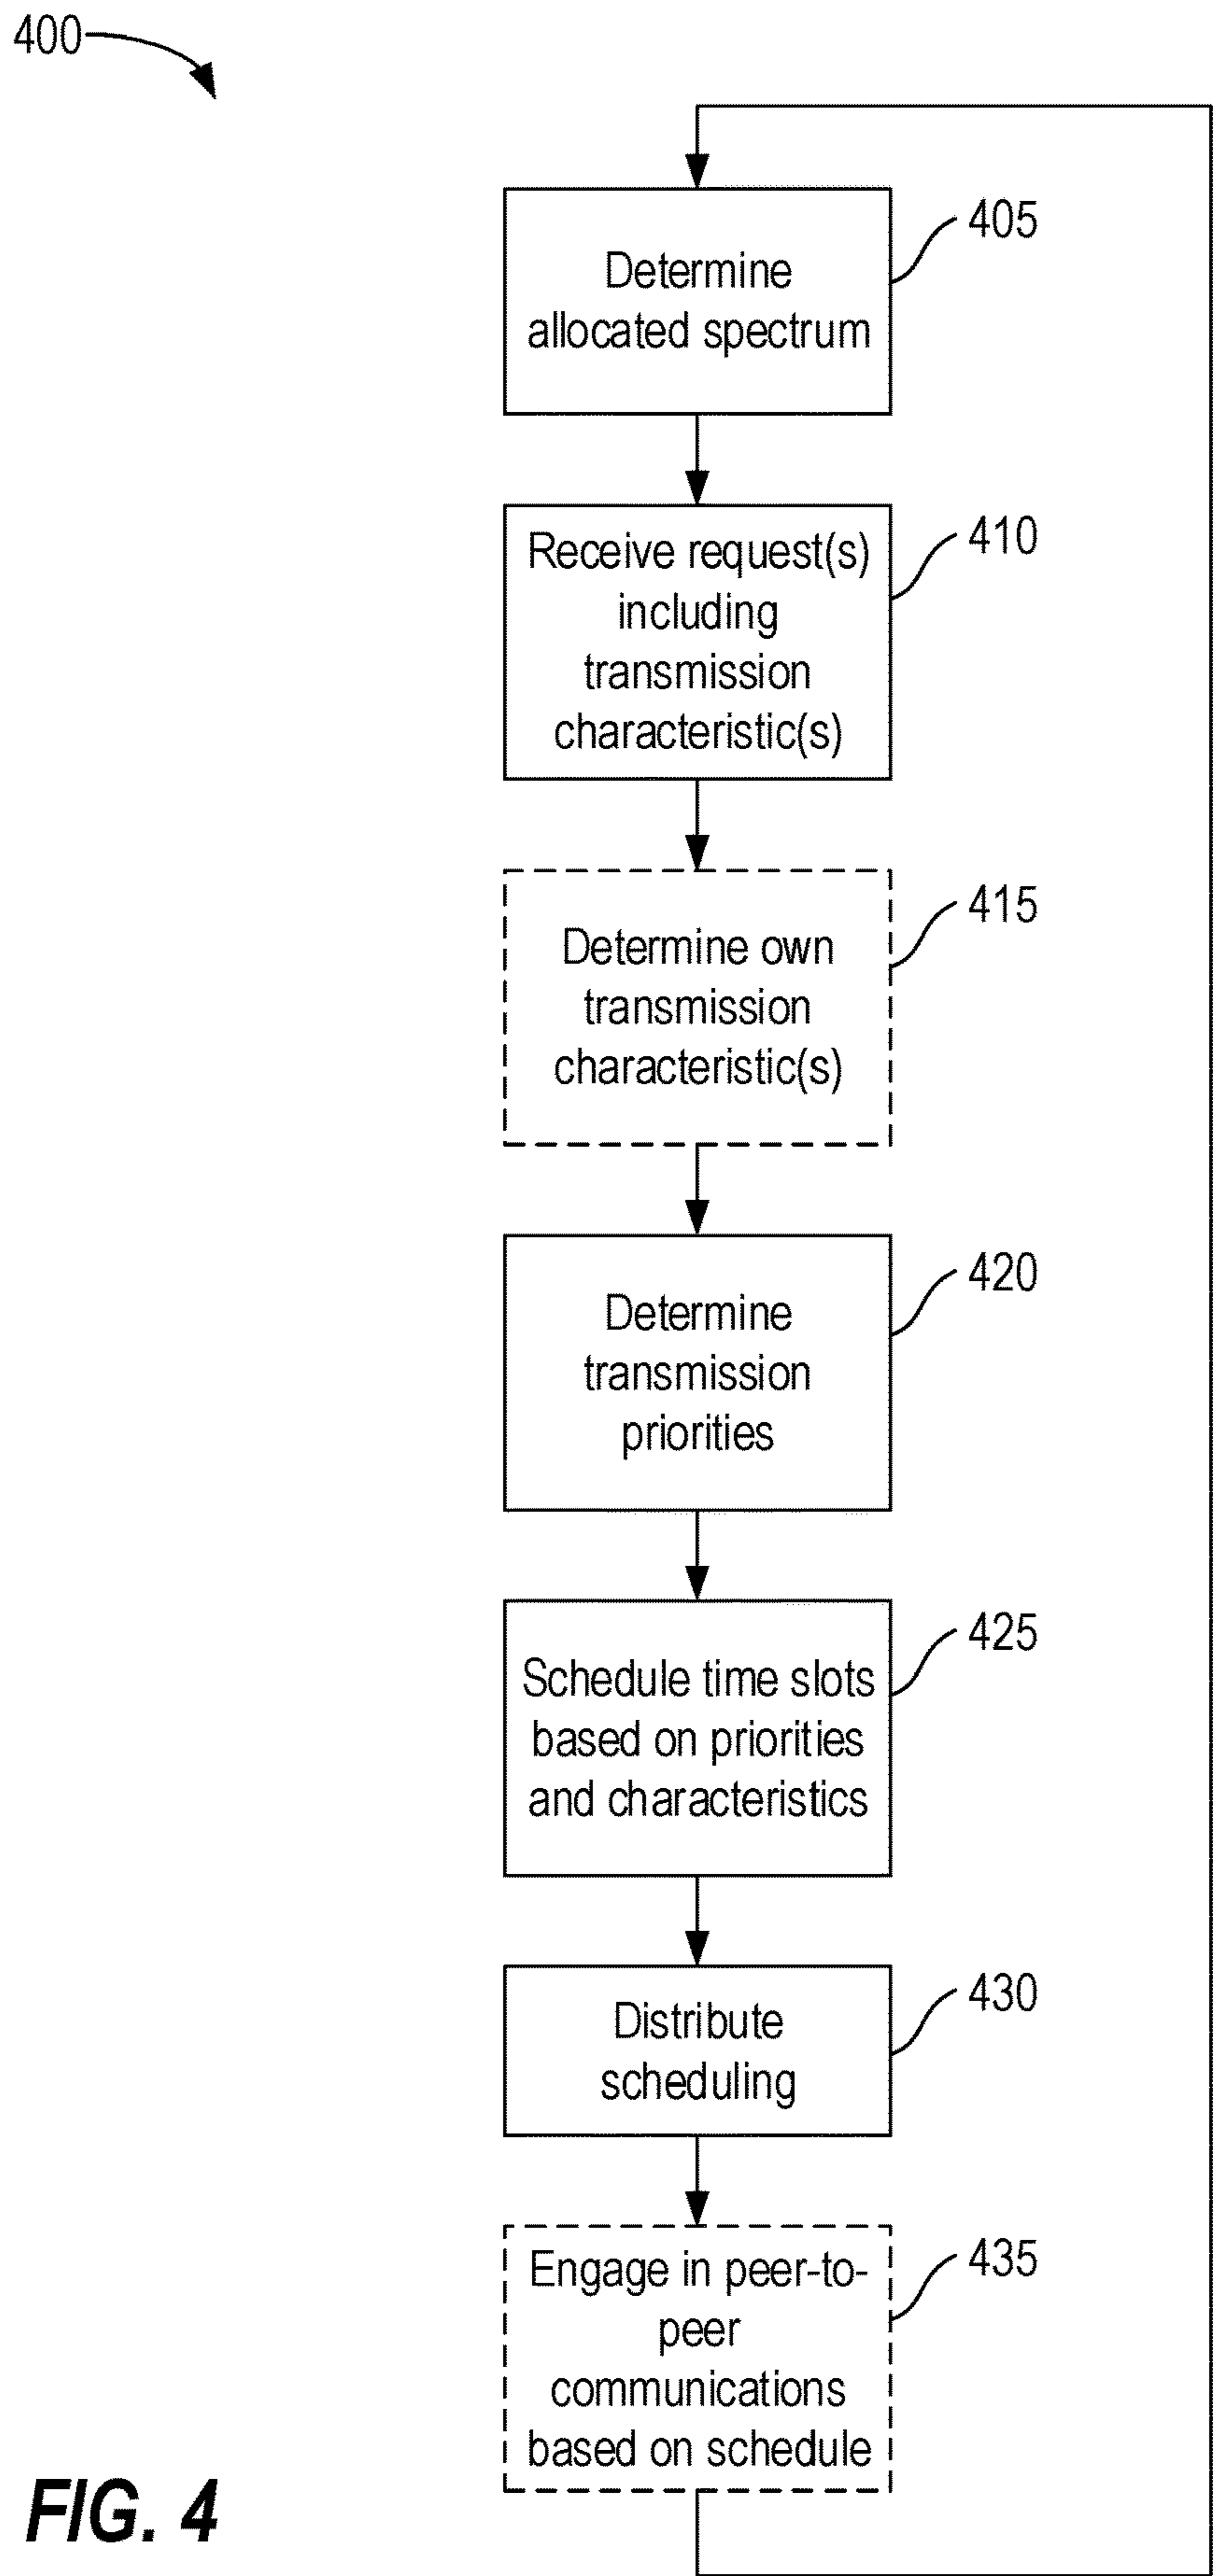 400
405
Determine
allocated spectrum
410
Receive request(s)
including
transmission
characteristic(s)
415
Determine own
transmission
characteristic(s)
420
Determine
transmission
priorities
425
Schedule time slots
based on priorities
and characteristics
430
Distribute
scheduling
435
Engage in peer-to-
peer
communications
based on schedule
FIG. 4